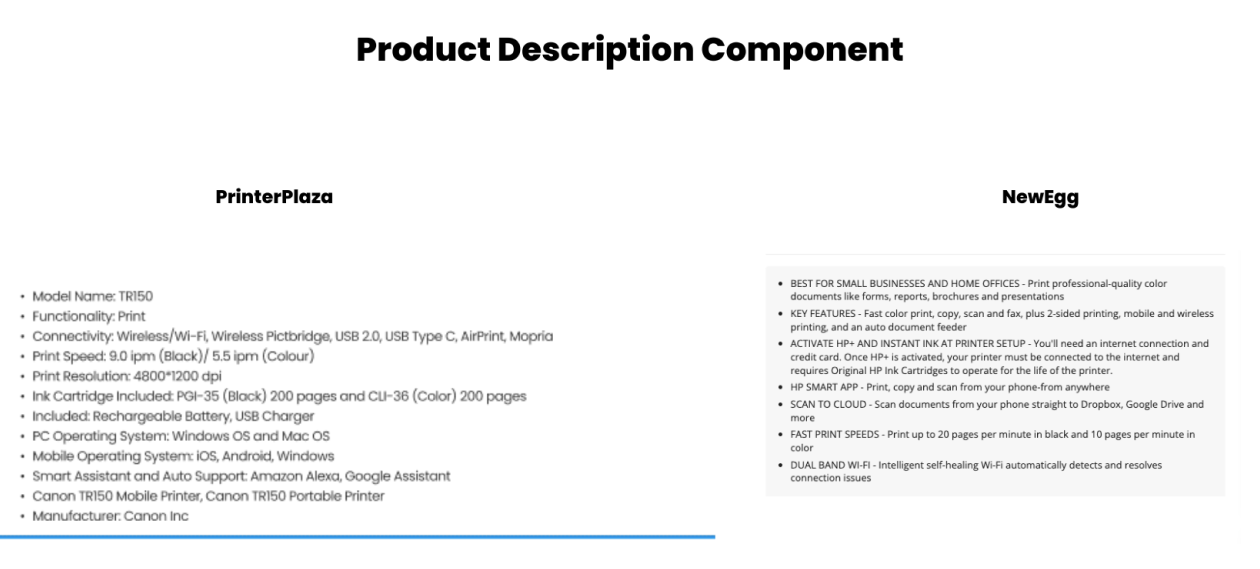 Product Description Component
PrinterPlaza
• Model Name: TR150
• Functionality: Print
• Connectivity: Wireless/Wi-Fi, Wireless Pictbridge, USB 2.0, USB Type C, AirPrint, Mopria
• Print Speed: 9.0 ipm (Black)/ 5.5 ipm (Colour)
• Print Resolution: 4800*1200 dpi
• Ink Cartridge Included: PGI-35 (Black) 200 pages and CLI-36 (Color) 200 pages
• Included: Rechargeable Battery, USB Charger
• PC Operating System: Windows OS and Mac OS
• Mobile Operating System: iOS, Android, Windows
• Smart Assistant and Auto Support: Amazon Alexa, Google Assistant
• Canon TR150 Mobile Printer, Canon TR150 Portable Printer
• Manufacturer: Canon Inc
NewEgg
• BEST FOR SMALL BUSINESSES AND HOME OFFICES - Print professional-quality color
documents like forms, reports, brochures and presentations
• KEY FEATURES - Fast color print, copy, scan and fax, plus 2-sided printing, mobile and wireless
printing, and an auto document feeder
• ACTIVATE HP+ AND INSTANT INK AT PRINTER SETUP - You'll need an internet connection and
credit card. Once HP+ is activated, your printer must be connected to the internet and
requires Original HP Ink Cartridges to operate for the life of the printer.
• HP SMART APP - Print, copy and scan from your phone-from anywhere
• SCAN TO CLOUD - Scan documents from your phone straight to Dropbox, Google Drive and
more
• FAST PRINT SPEEDS - Print up to 20 pages per minute in black and 10 pages per minute in
color
• DUAL BAND WI-FI - Intelligent self-healing Wi-Fi automatically detects and resolves
connection issues